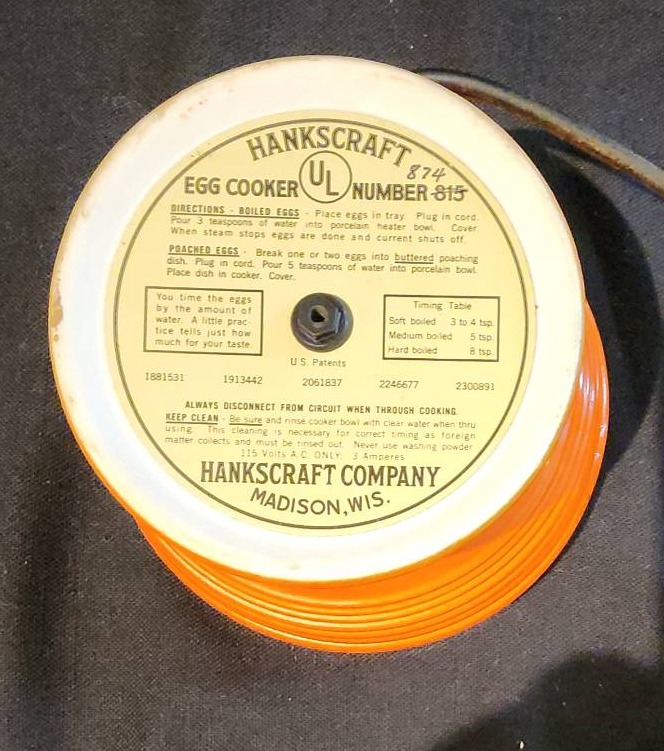 HANKSCRAFT
UL
874
EGG COOKER NUMBER 815
DIRECTIONS - BOILED EGGS - Place eggs in tray. Plug in cord.
Pour 3 teaspoons of water into porcelain heater bowl. Cover
When steam stops eggs are done and current shuts off.
POACHED EGGS - Break one or two eggs into buttered poaching
dish. Plug in cord. Pour 5 teaspoons of water into porcelain bowl.
Place dish in cooker. Cover.
You time the eggs
by the amount of
water. A little prac-
tice tells just how
much for your taste.
Timing Table
Soft boiled 3 to 4 tsp.
Medium boiled 5 tsp.
Hard boiled 8 tsp.
U.S. Patents
1881531 1913442 2061837 2246677 2300891
ALWAYS DISCONNECT FROM CIRCUIT WHEN THROUGH COOKING.
KEEP CLEAN - Be sure and rinse cooker bowl with clear water when thru
using. This cleaning is necessary for correct timing as foreign
matter collects and must be rinsed out. Never use washing powder
115 Volts A.C. ONLY. 3 Amperes
HANKSCRAFT COMPANY
MADISON, WIS.